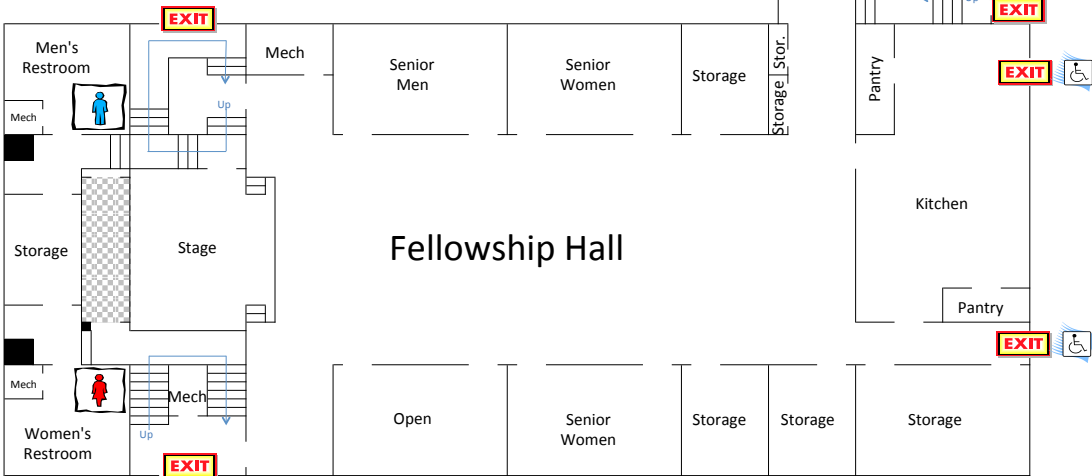 EXIT
Up
EXIT
Men's
Restroom
Mech
Senior
Men
Senior
Women
Storage
Stor.
Storage
Pantry
EXIT
Mech
Up
Kitchen
Storage
Stage
Fellowship Hall
Pantry
EXIT
Mech
Mech
Up
Women's
Restroom
Open
Senior
Women
Storage
Storage
Storage
EXIT